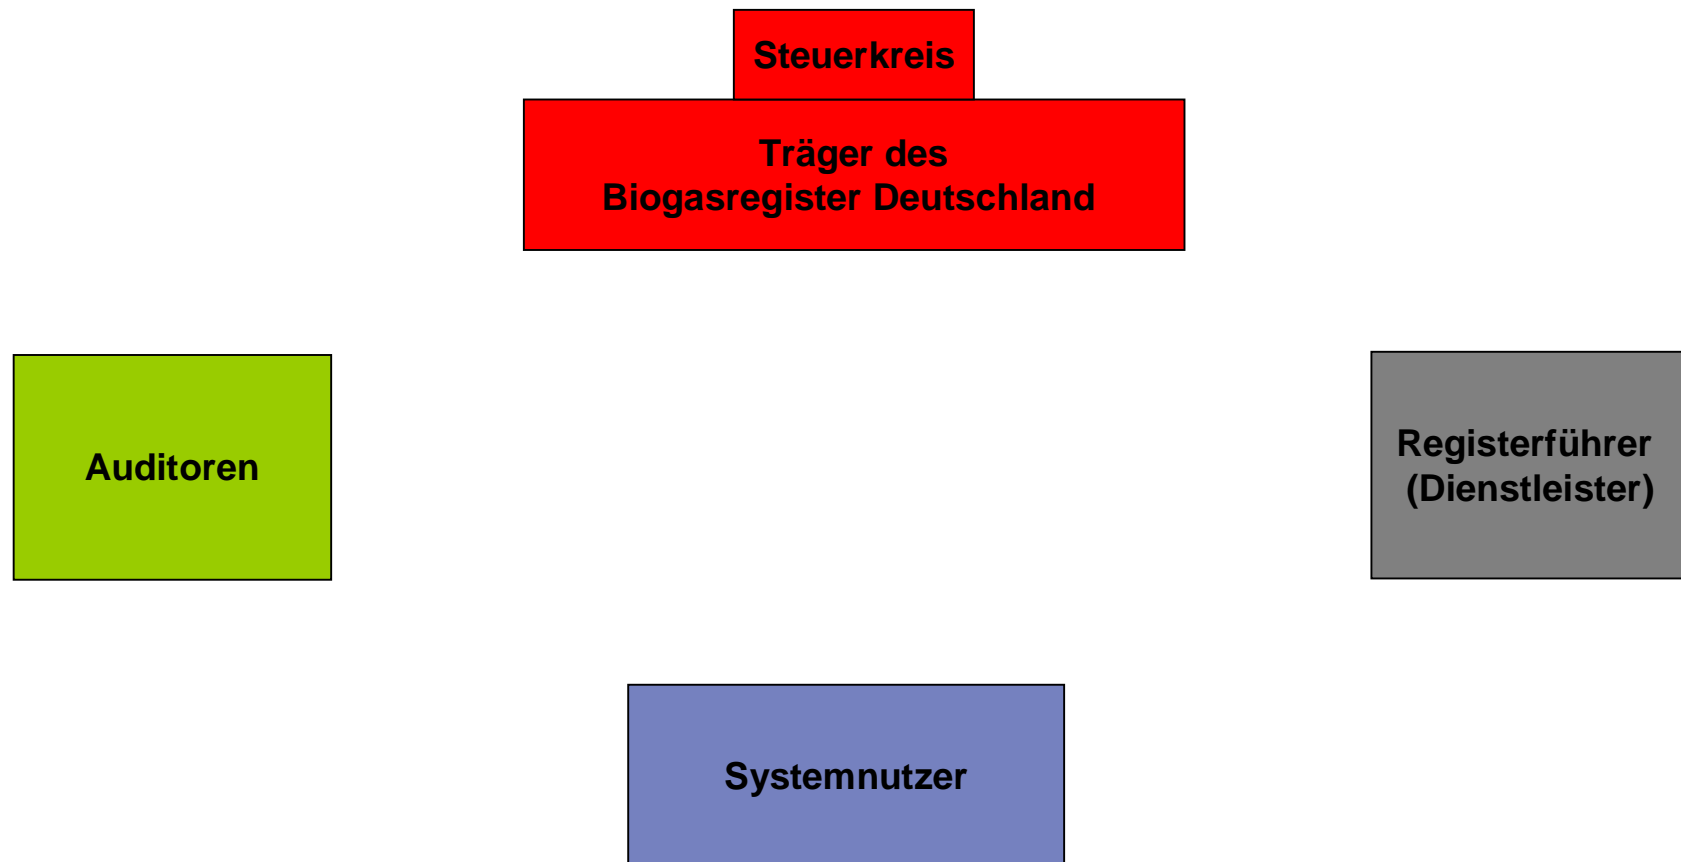 Steuerkreis
Träger des
Biogasregister Deutschland
Auditoren
Registerführer
(Dienstleister)
Systemnutzer